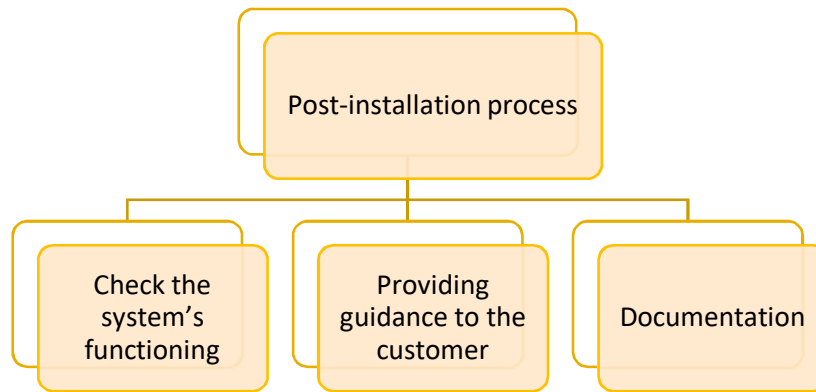 Post-installation process
Check the
system’s
functioning
Providing
guidance to the
customer
Documentation